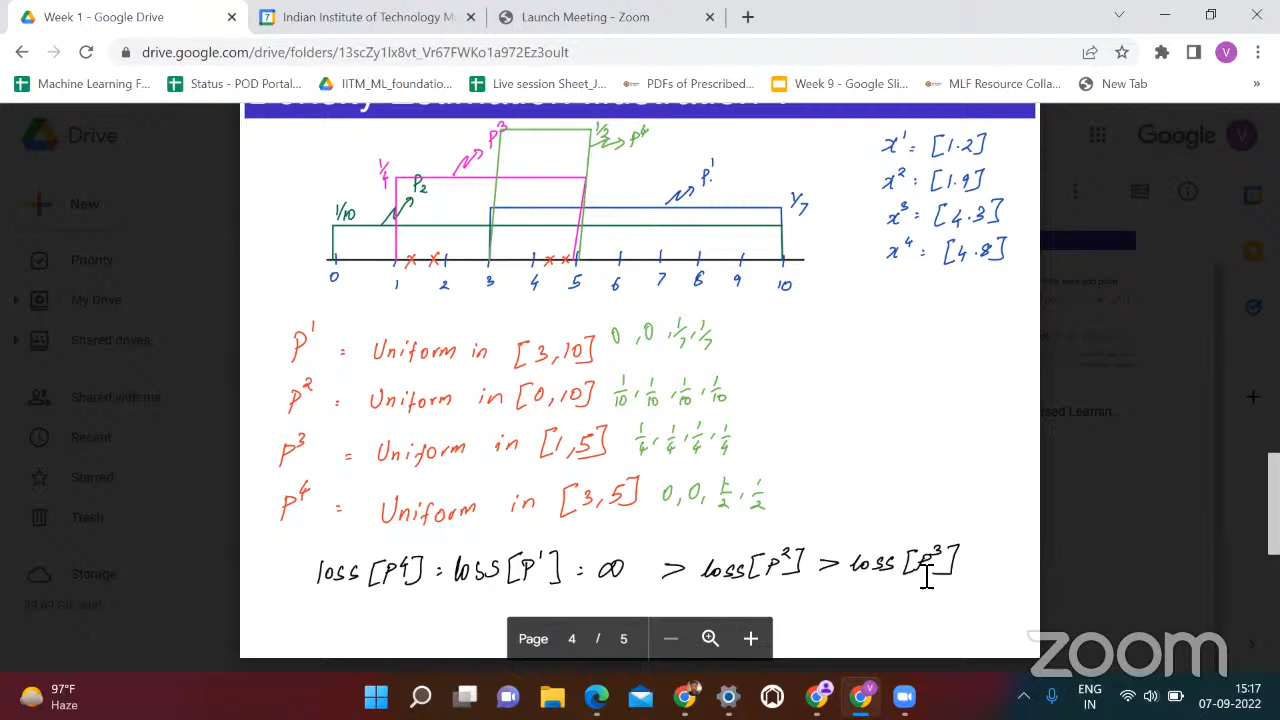 Week 1 - Google Drive
Indian Institute of Technology M
Launch Meeting - Zoom
drive.google.com/drive/folders/13scZy1Ix8vt_Vr67FWKo1a972Ez3oult
V
Machine Learning F...
Status - POD Portal...
IITM_ML_foundatio...
Live session Sheet_J...
PDFs of Prescribed...
Week 9 - Google Sli...
MLF Resource Colla...
New Tab
»
Drive
Google
New
Priority
My Drive
Shared drives
Shared with me
Recent
Starred
Trash
Storage
used Learnin...
1/4 P³ 1/2 P⁴
1/10 P₂ P¹ 1/7
0 1 2 3 4 5 6 7 8 9 10
x¹ = [1.2]
x² = [1.9]
x³ = [4.3]
x⁴ = [4.8]
P¹ = Uniform in [3,10] 0, 0, 1/7, 1/7
P² = Uniform in [0,10] 1/10, 1/10, 1/10, 1/10
P³ = Uniform in [1,5] 1/4, 1/4, 1/4, 1/4
P⁴ = Uniform in [3,5] 0, 0, 1/2, 1/2
loss[P4] = loss[P¹] = ∞ > loss[P²] > loss[P³]
Page 4 / 5
zoom
97°F
Haze
ENG
IN
15:17
07-09-2022